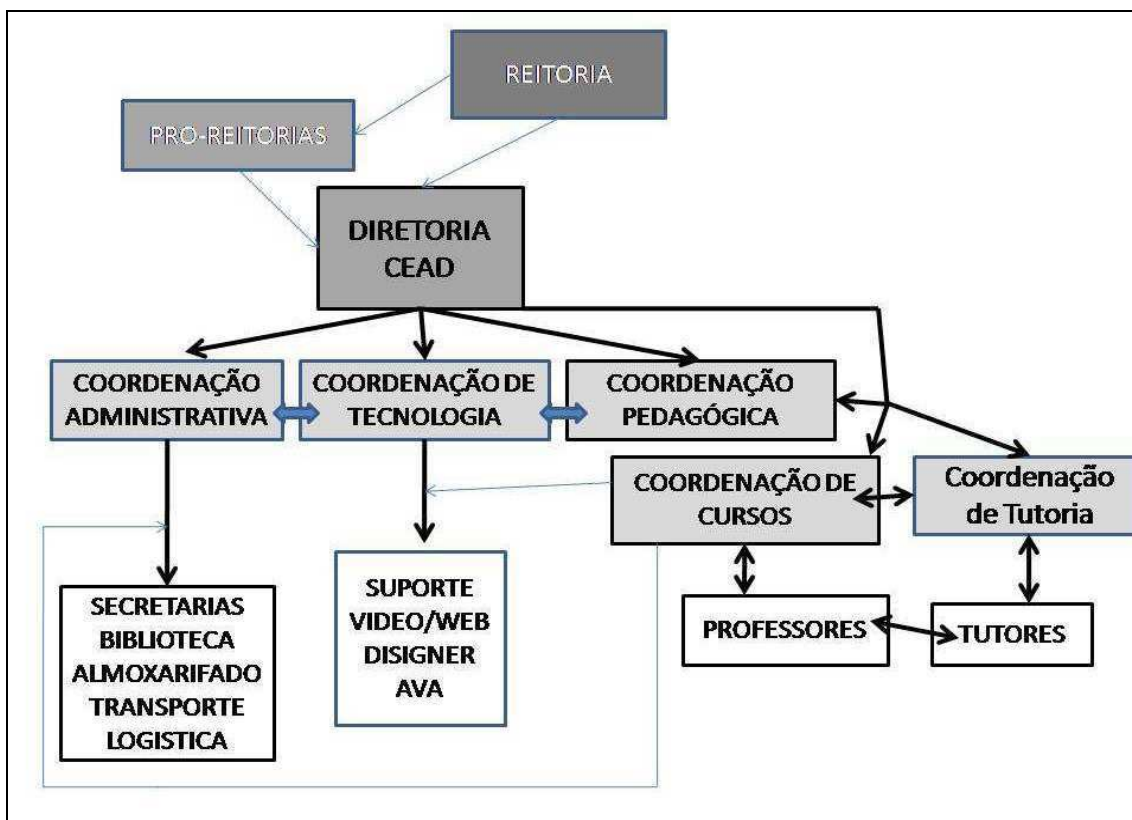 REITORIA
PRO-REITORIAS
DIRETORIA
CEAD
COORDENAÇÃO
ADMINISTRATIVA
COORDENAÇÃO DE
TECNOLOGIA
COORDENAÇÃO
PEDAGÓGICA
COORDENAÇÃO DE
CURSOS
Coordenação
de Tutoria
SECRETARIAS
BIBLIOTECA
ALMOXARIFADO
TRANSPORTE
LOGISTICA
SUPORTE
VIDEO/WEB
DISIGNER
AVA
PROFESSORES
TUTORES